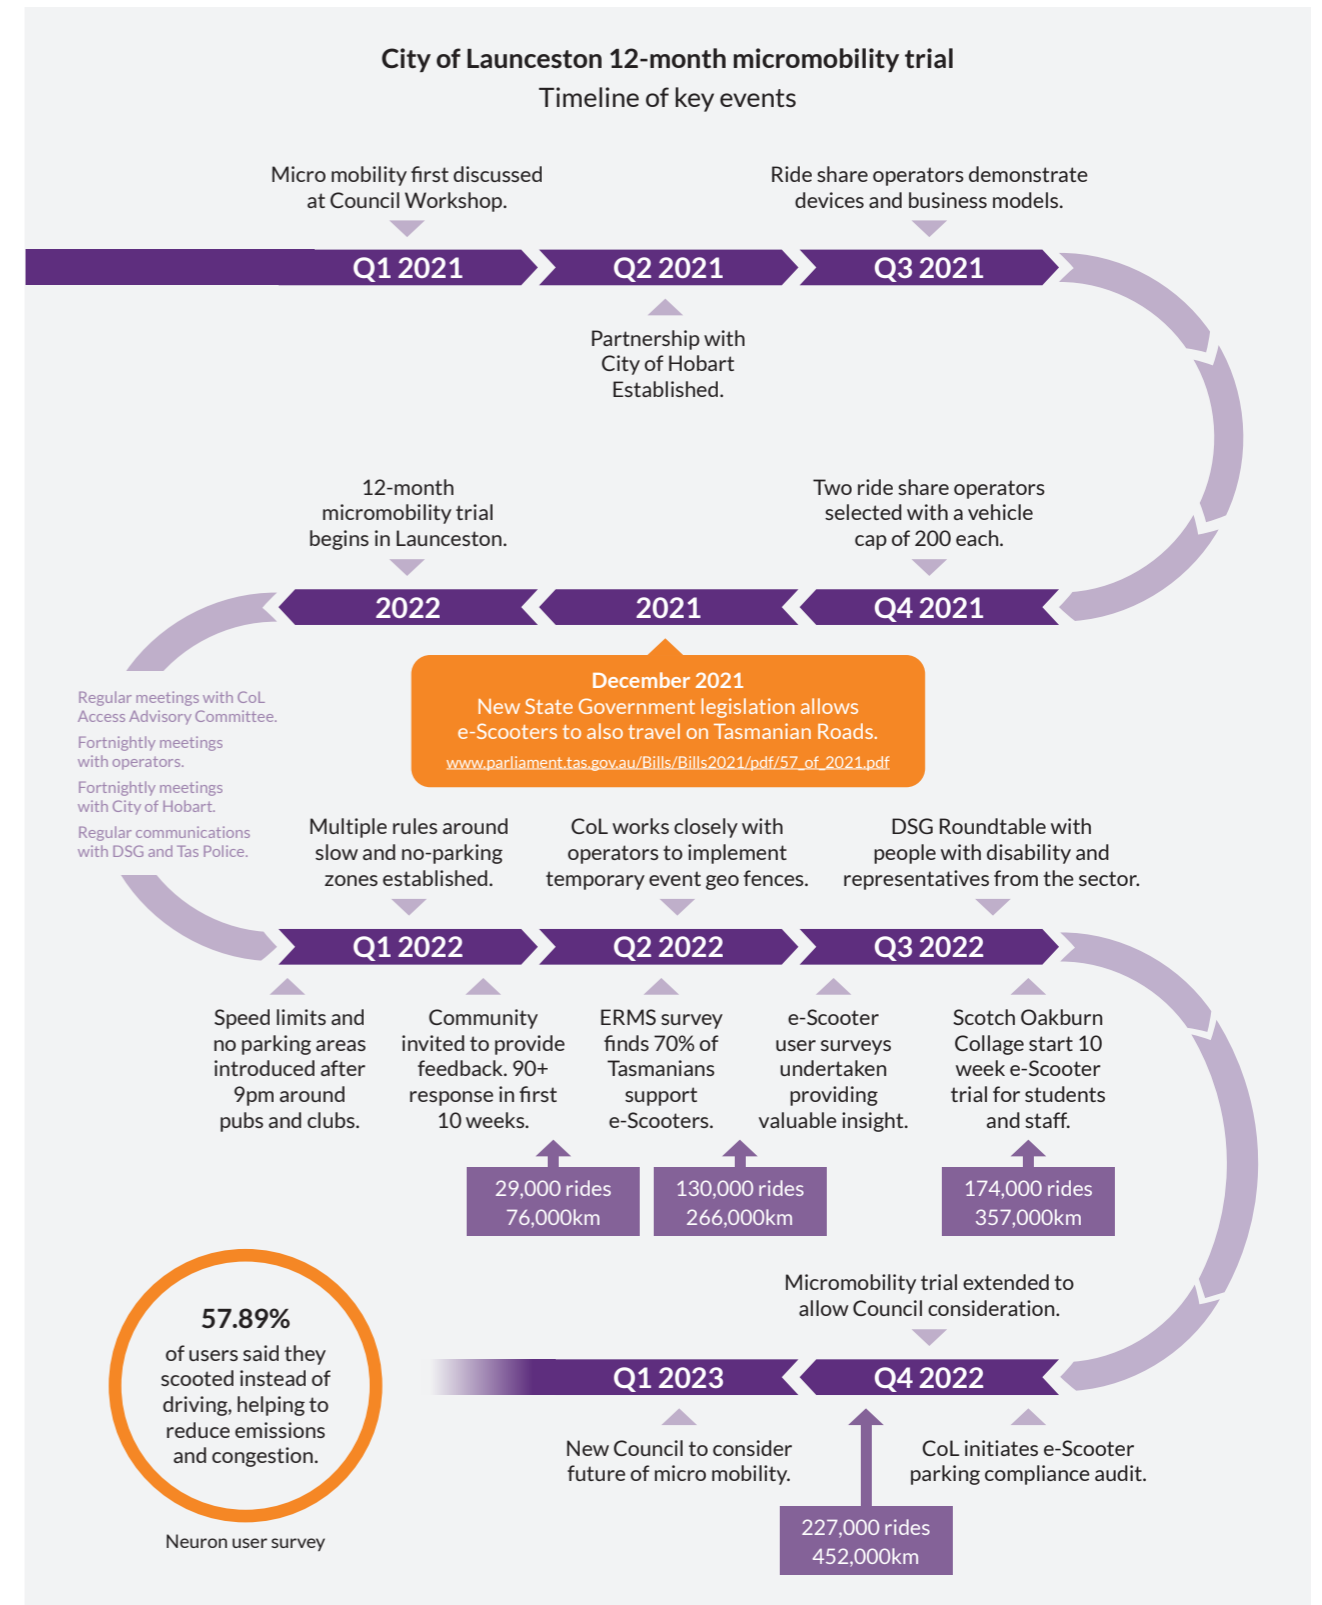 City of Launceston 12-month micromobility trial
Timeline of key events
Micro mobility first discussed
at Council Workshop.
Ride share operators demonstrate
devices and business models.
Q1 2021
Q2 2021
Q3 2021
Partnership with
City of Hobart
Established.
12-month
micromobility trial
begins in Launceston.
Two ride share operators
selected with a vehicle
cap of 200 each.
2022
2021
Q4 2021
December 2021
New State Government legislation allows
e-Scooters to also travel on Tasmanian Roads.
www.parliament.tas.gov.au/Bills/Bills2021/pdf/57_of_2021.pdf
Regular meetings with CoL
Access Advisory Committee.
Fortnightly meetings
with operators.
Fortnightly meetings
with City of Hobart.
Regular communications
with DSG and Tas Police.
Multiple rules around
slow and no-parking
zones established.
CoL works closely with
operators to implement
temporary event geo fences.
DSG Roundtable with
people with disability and
representatives from the sector.
Q1 2022
Q2 2022
Q3 2022
Speed limits and
no parking areas
introduced after
9pm around
pubs and clubs.
Community
invited to provide
feedback. 90+
response in first
10 weeks.
ERMS survey
finds 70% of
Tasmanians
support
e-Scooters.
e-Scooter
user surveys
undertaken
providing
valuable insight.
Scotch Oakburn
Collage start 10
week e-Scooter
trial for students
and staff.
29,000 rides
76,000km
130,000 rides
266,000km
174,000 rides
357,000km
Micromobility trial extended to
allow Council consideration.
57.89%
of users said they
scooted instead of
driving, helping to
reduce emissions
and congestion.
Neuron user survey
Q1 2023
Q4 2022
New Council to consider
future of micro mobility.
CoL initiates e-Scooter
parking compliance audit.
227,000 rides
452,000km